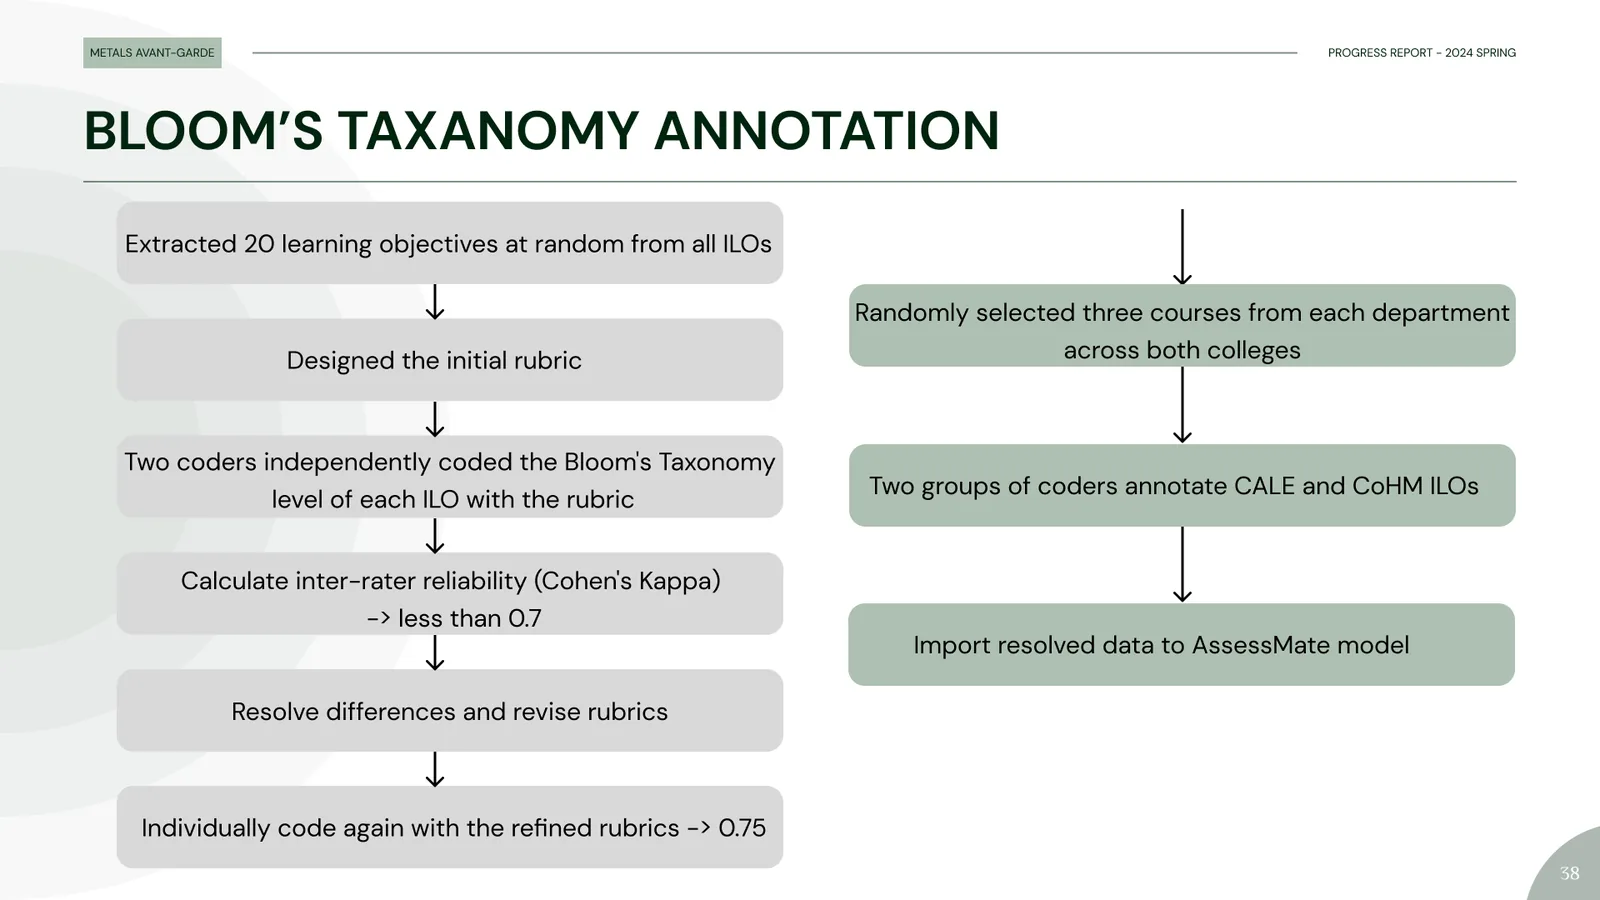 METALS AVANT-GARDE
PROGRESS REPORT - 2024 SPRING
BLOOM’S TAXANOMY ANNOTATION
Extracted 20 learning objectives at random from all ILOs
Designed the initial rubric
Two coders independently coded the Bloom's Taxonomy
level of each ILO with the rubric
Calculate inter-rater reliability (Cohen's Kappa)
-> less than 0.7
Resolve differences and revise rubrics
Individually code again with the refined rubrics -> 0.75
Randomly selected three courses from each department
across both colleges
Two groups of coders annotate CALE and CoHM ILOs
Import resolved data to AssessMate model
38